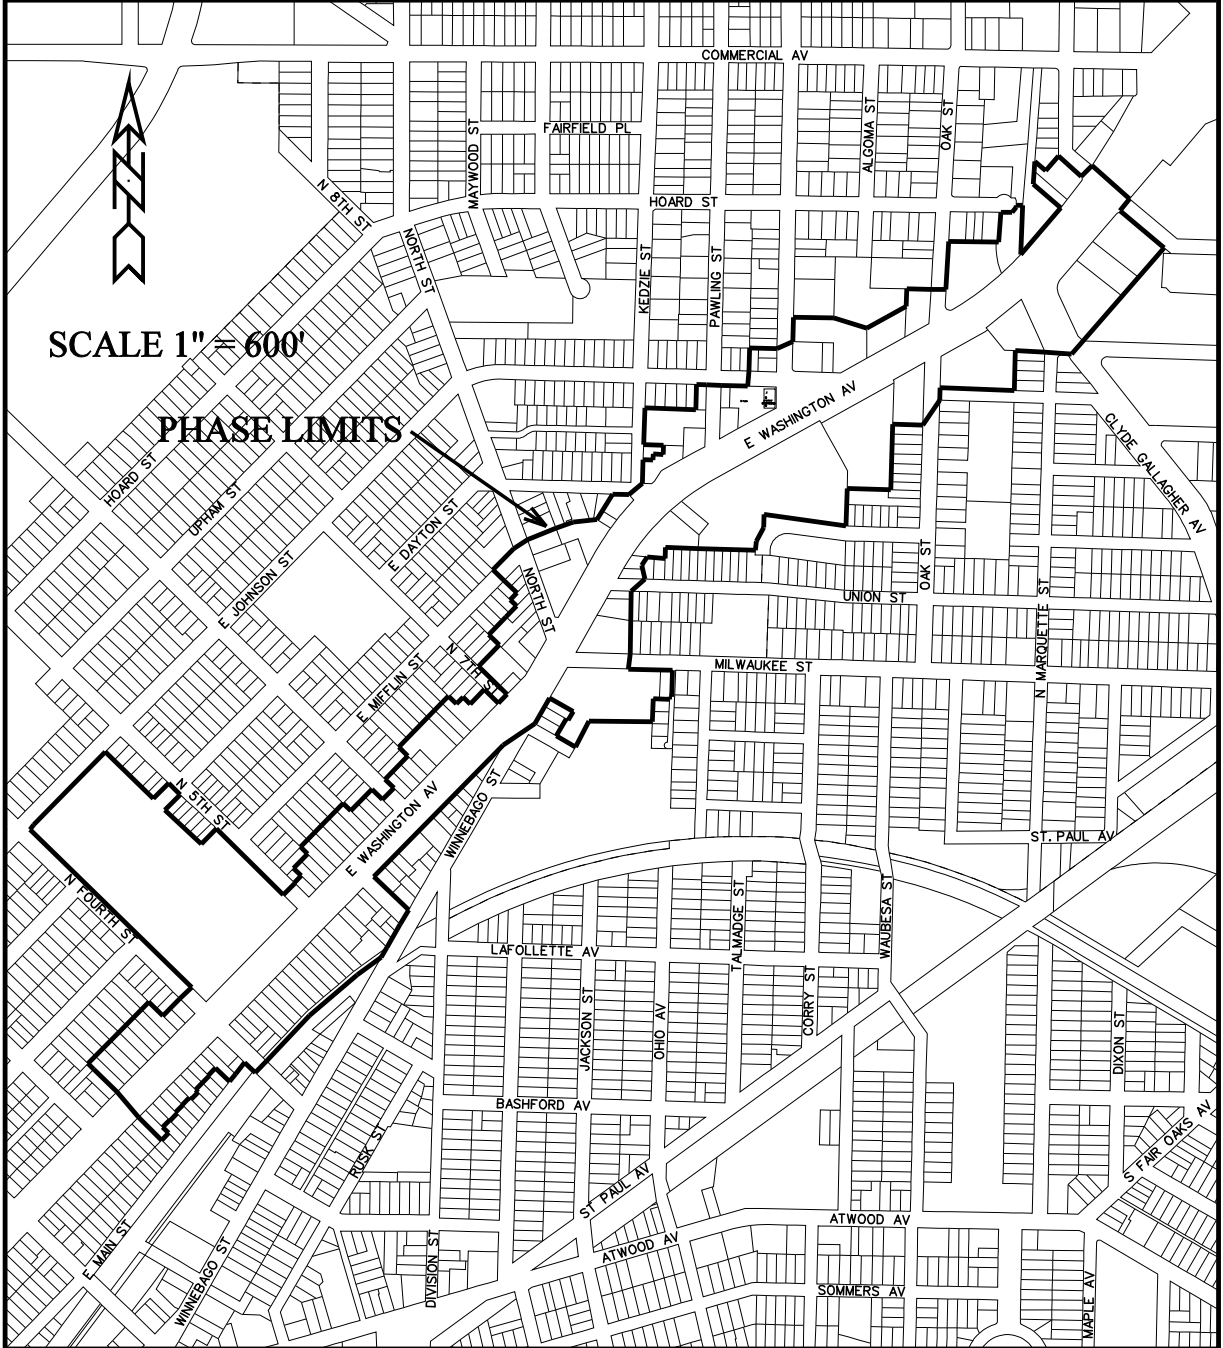 COMMERCIAL AV
FAIRFIELD PL
MAYWOOD ST
ALGOMA ST
OAK ST
N 8TH ST
HOARD ST
NORTH ST
KEDZIE ST
PAWLING ST
SCALE 1" = 600'
PHASE LIMITS
E WASHINGTON AV
CLYDE GALLAGHER AV
HOARD ST
UPHAM ST
E DAYTON ST
E JOHNSON ST
NORTH ST
OAK ST
UNION ST
N MARQUETTE ST
N 7TH ST
MILWAUKEE ST
E MIFFLIN ST
N 5TH ST
E WASHINGTON AV
WINNEBAGO ST
ST. PAUL AV
N FOURTH ST
TALMADGE ST
WAUBESA ST
LAFOLLETTE AV
JACKSON ST
OHIO AV
CORRY ST
DIXON ST
BASHFORD AV
RUSK ST
S FAIR OAKS AV
ST PAUL AV
ATWOOD AV
ATWOOD AV
E MAIN ST
WINNEBAGO ST
DIVISION ST
SOMMERS AV
MAPLE AV